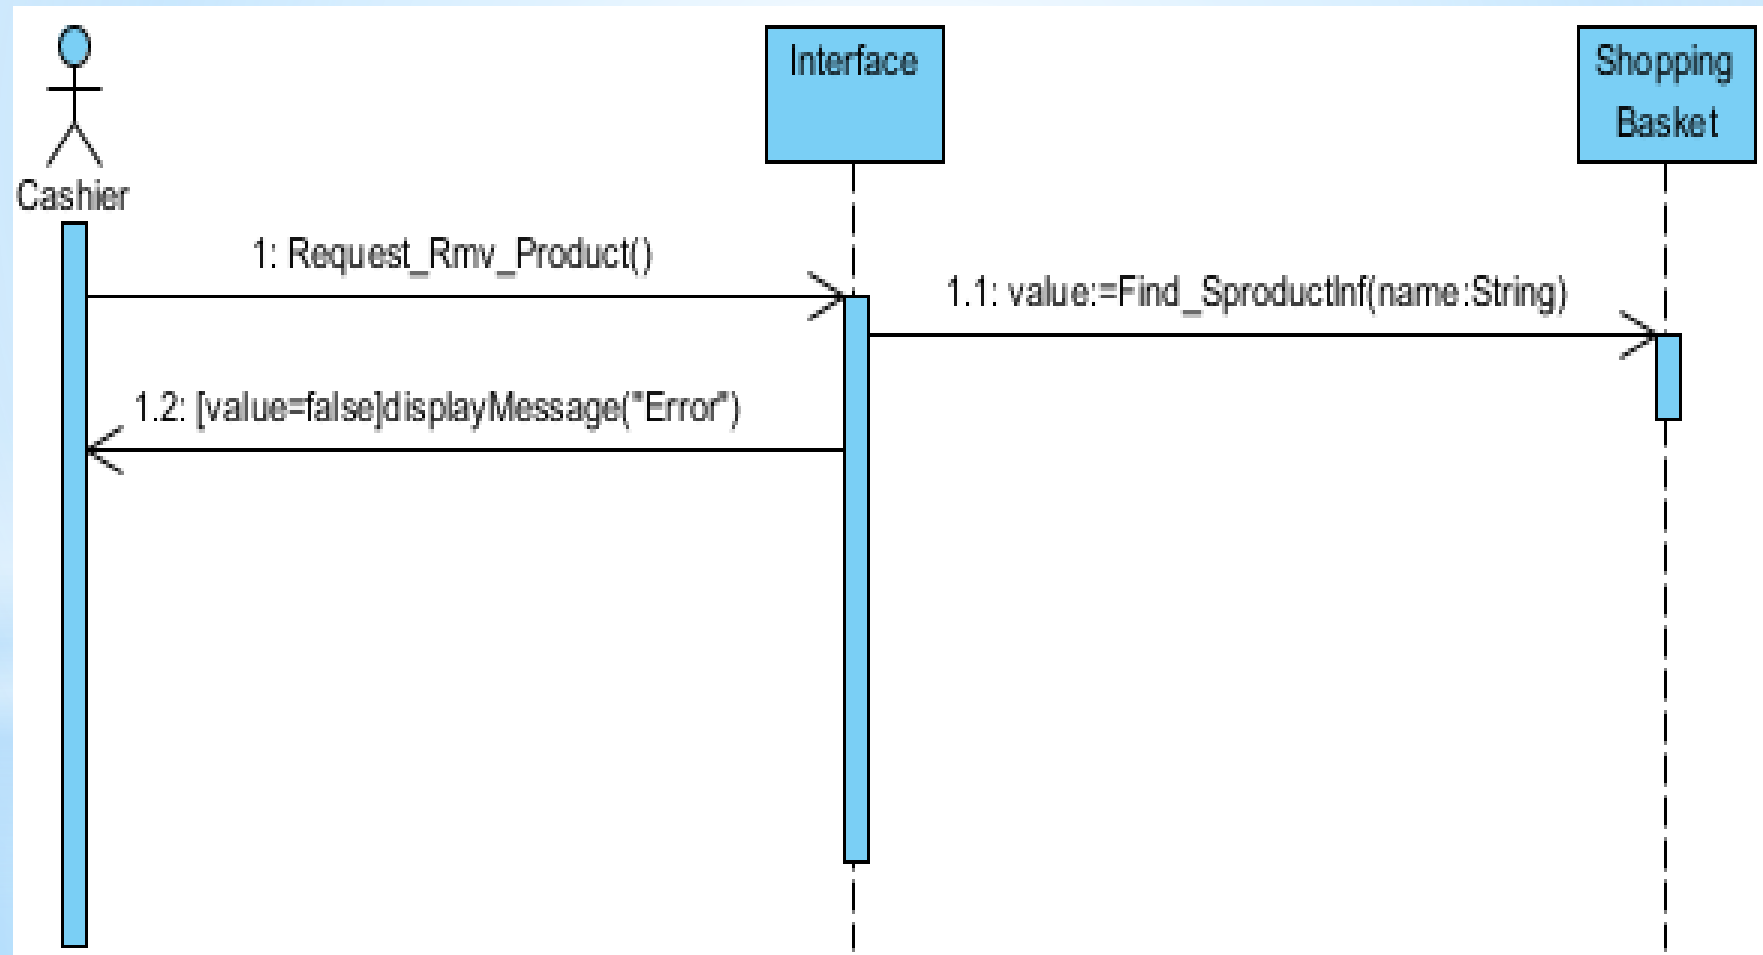 Interface
Shopping
Basket
Cashier
1: Request_Rmv_Product()
1.1: value:=Find_SproductInf(name:String)
1.2: [value=false]displayMessage("Error")